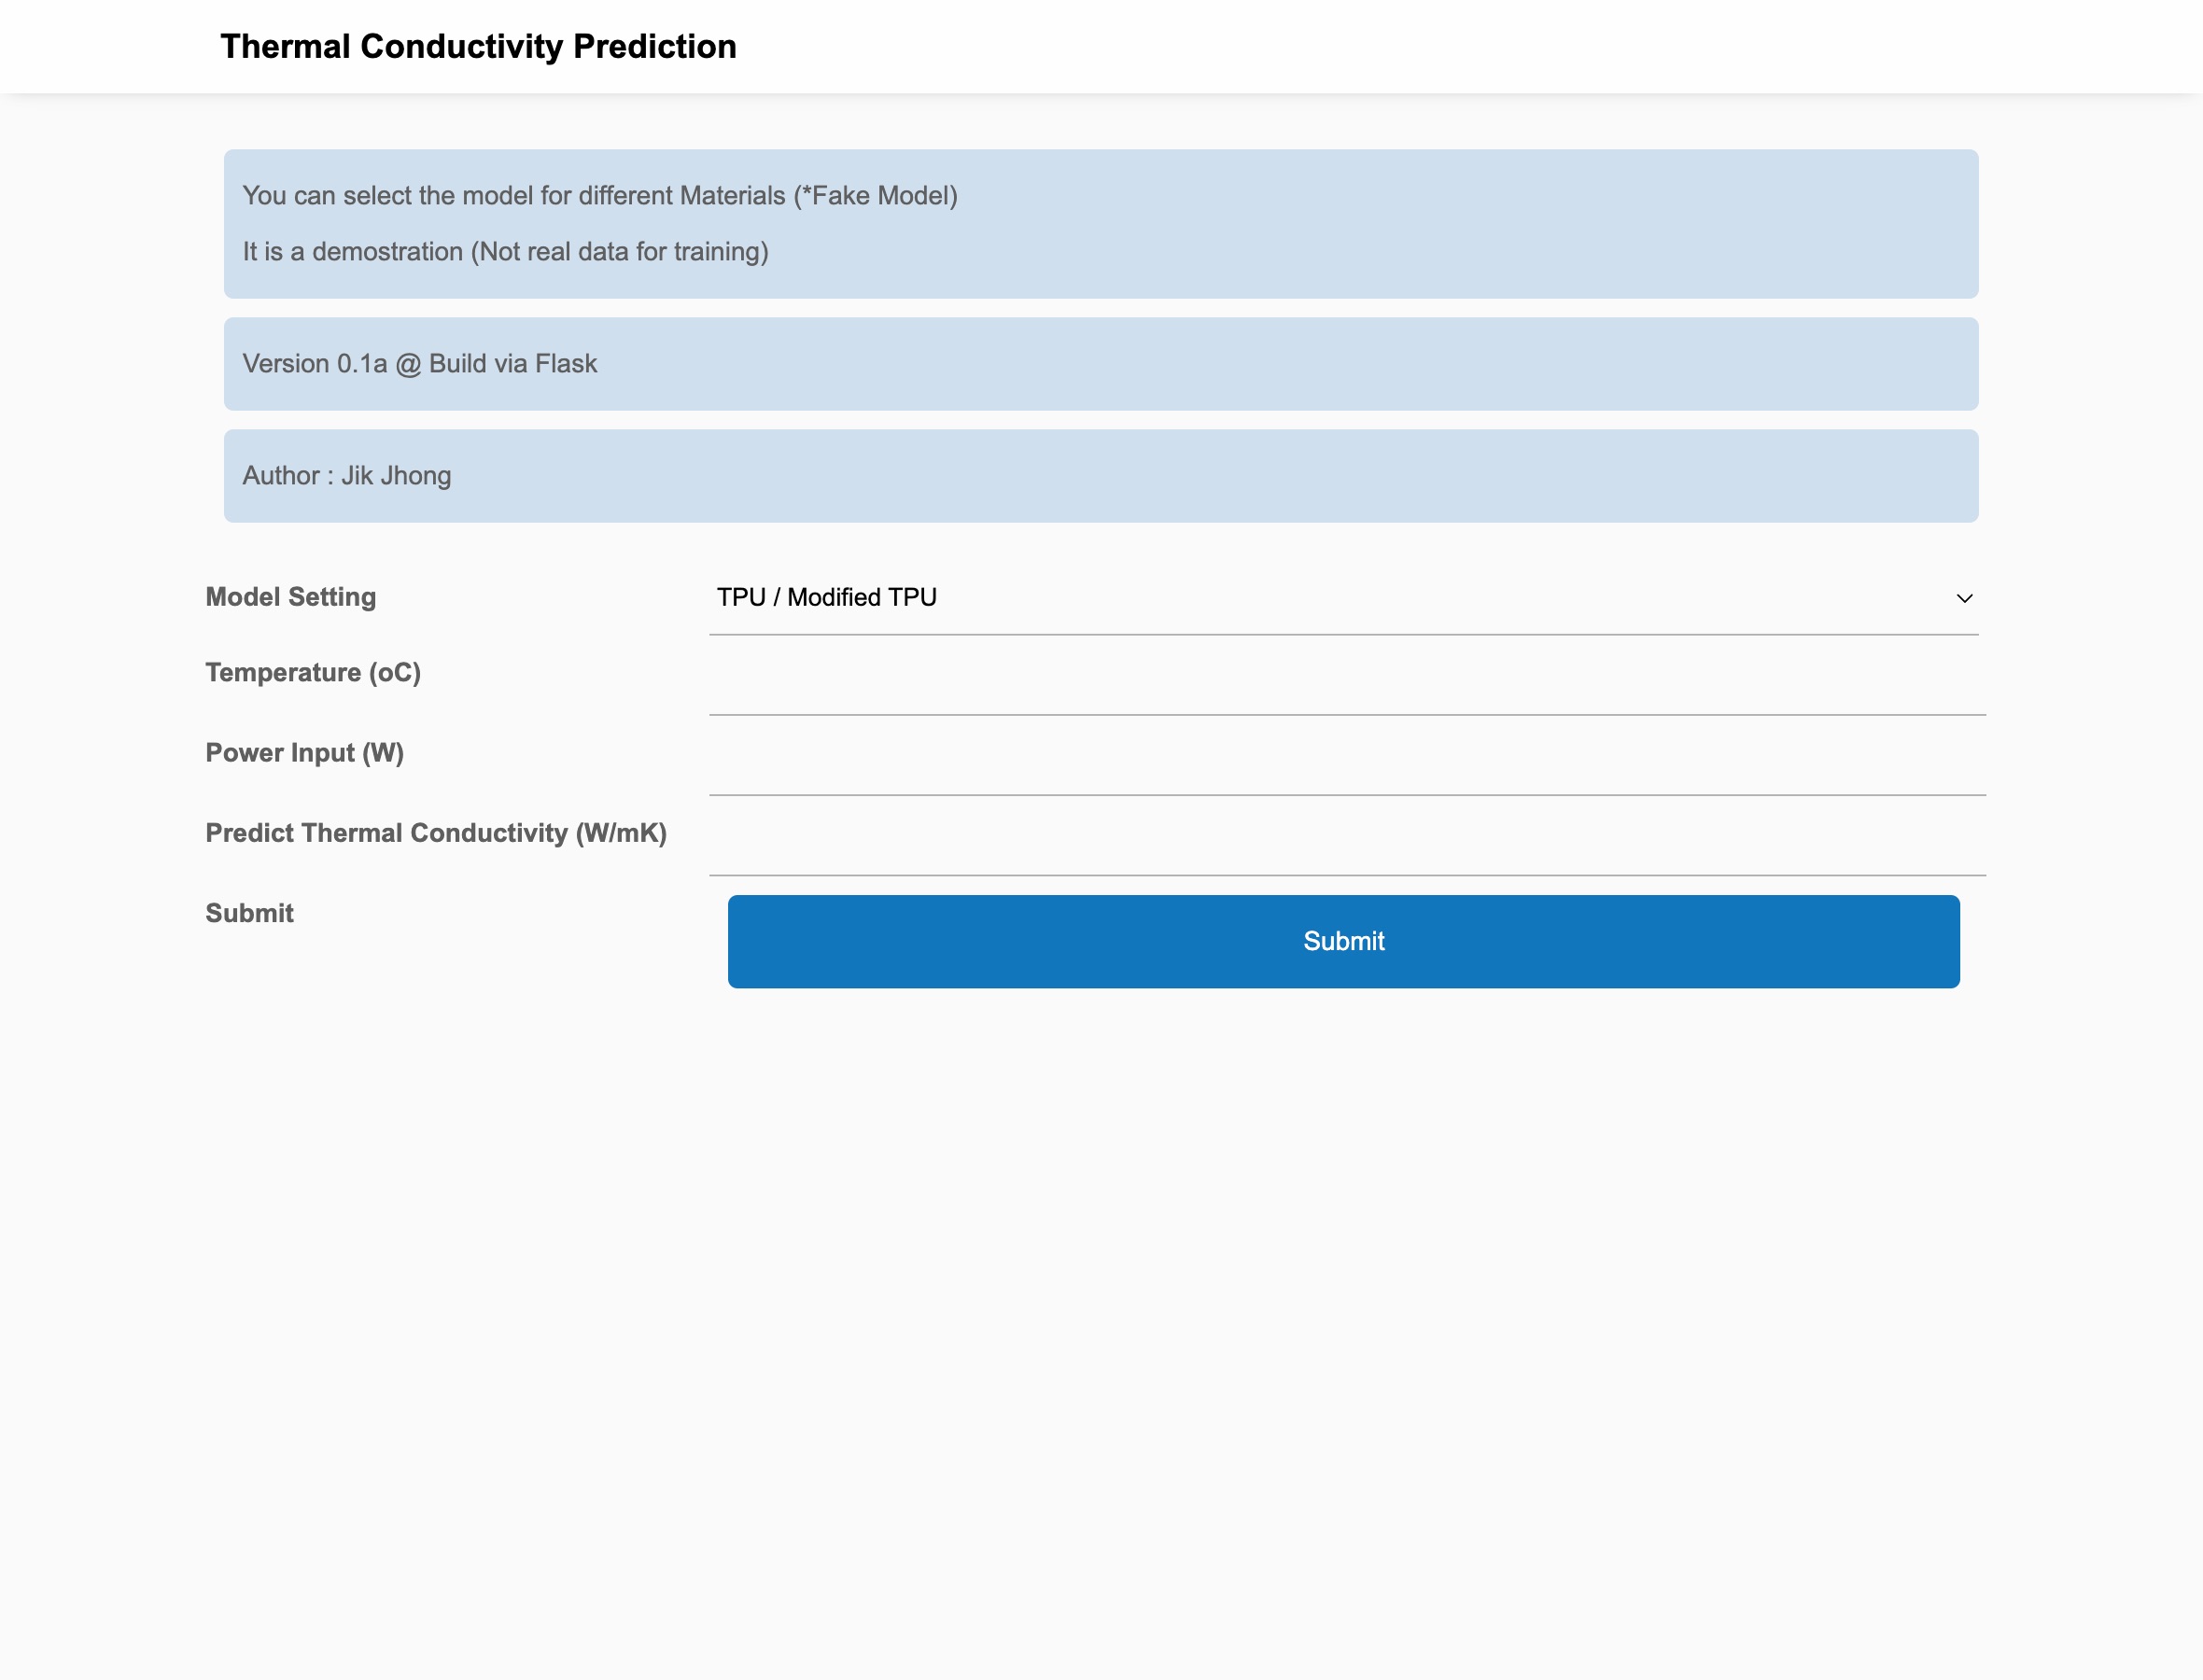 Thermal Conductivity Prediction
You can select the model for different Materials (*Fake Model)
It is a demostration (Not real data for training)
Version 0.1a @ Build via Flask
Author : Jik Jhong
Model Setting
TPU / Modified TPU
Temperature (oC)
Power Input (W)
Predict Thermal Conductivity (W/mK)
Submit
Submit